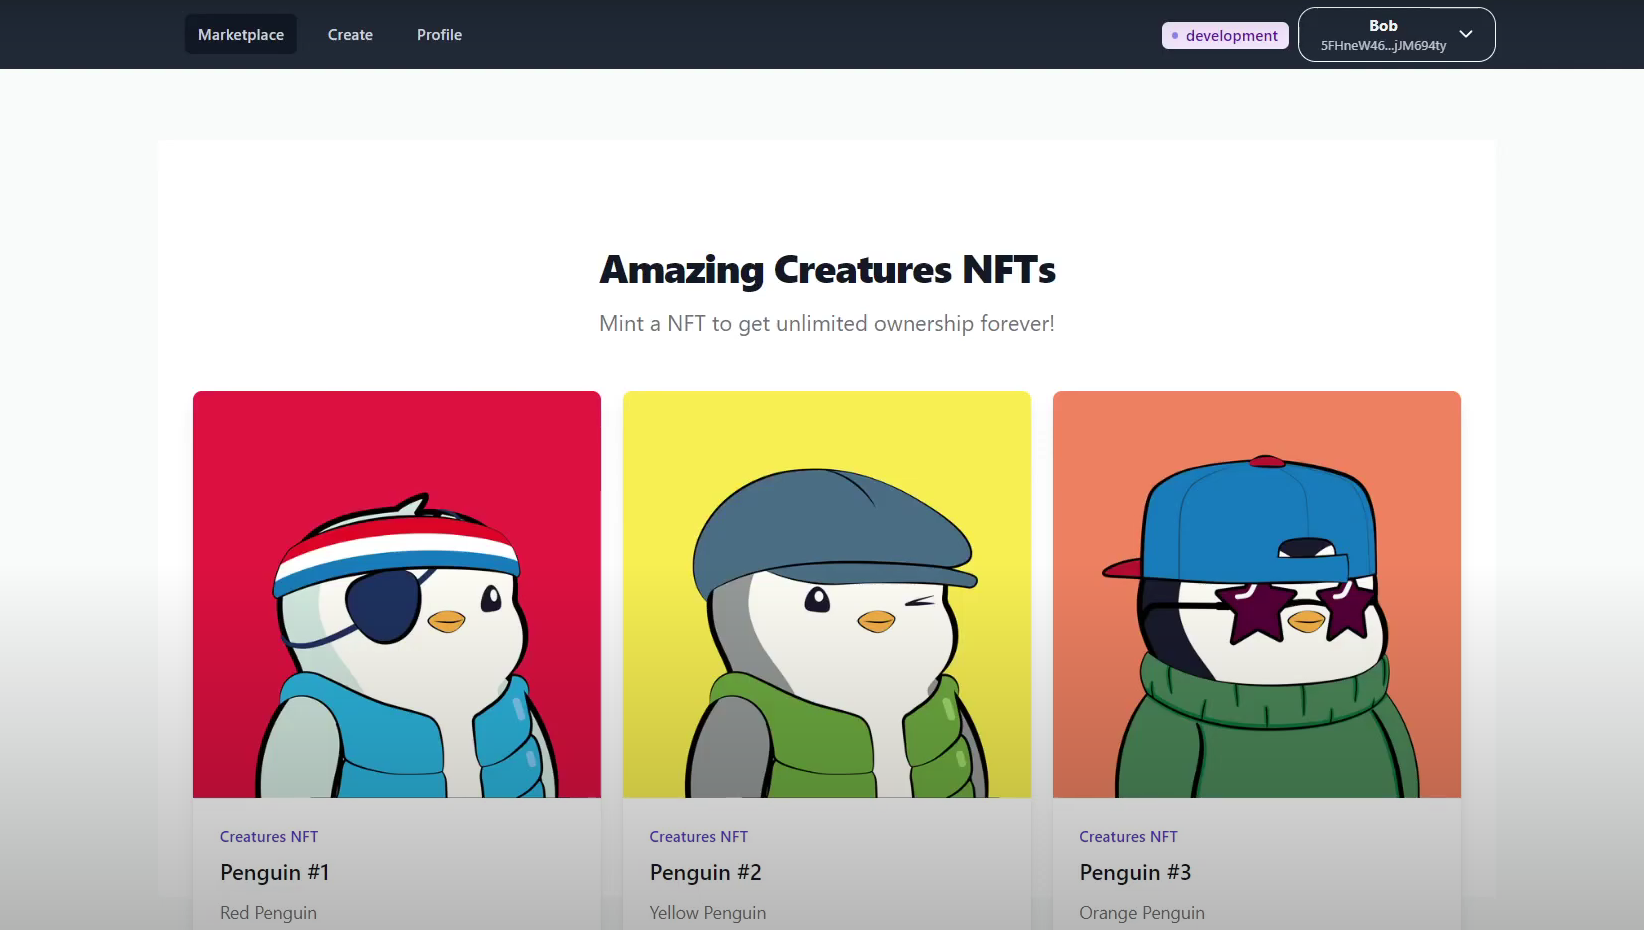 Marketplace
Create
Profile
development
Bob
5FHneW46...jJM694ty
Amazing Creatures NFTs
Mint a NFT to get unlimited ownership forever!
Creatures NFT
Penguin #1
Red Penguin
Creatures NFT
Penguin #2
Yellow Penguin
Creatures NFT
Penguin #3
Orange Penguin